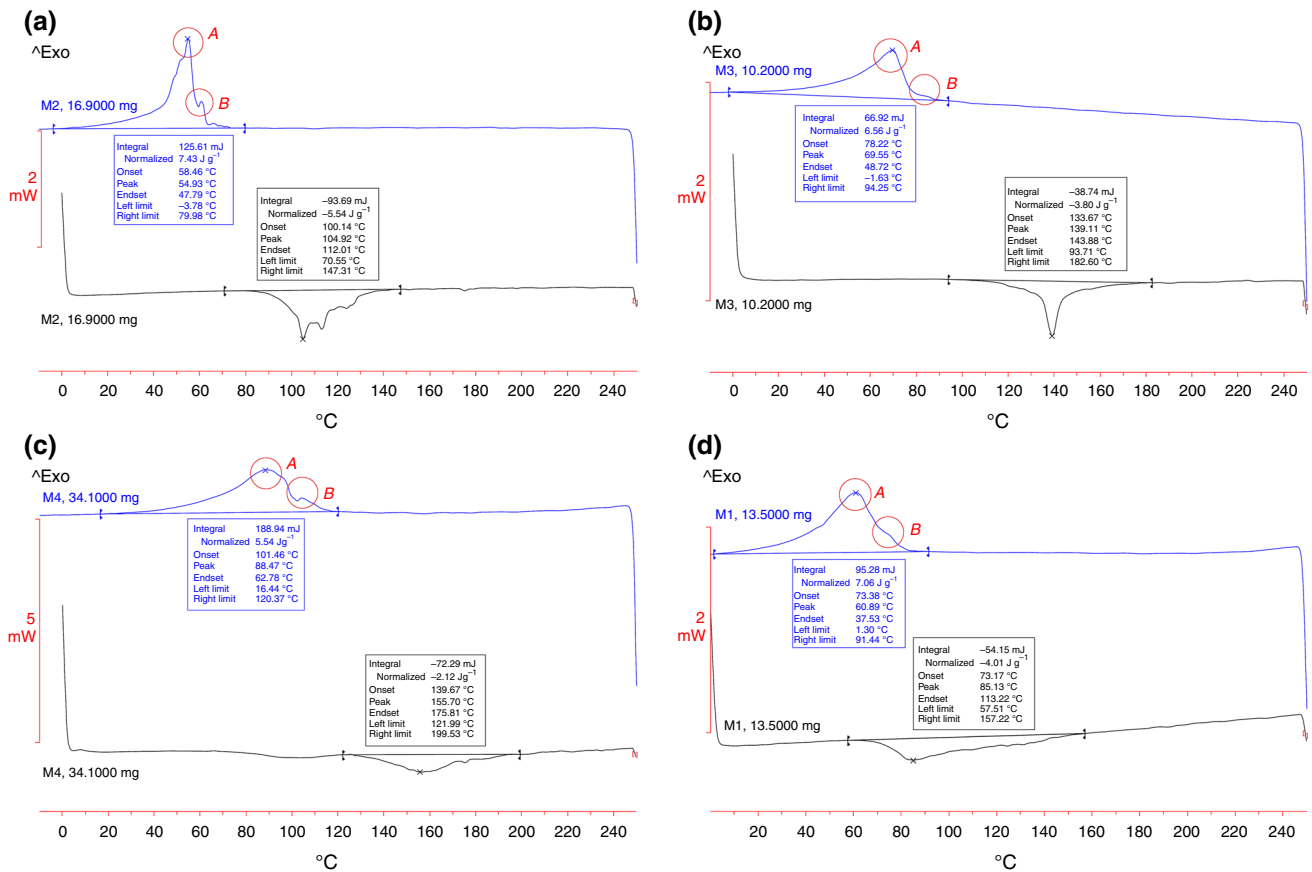 (a)
^Exo
A
B
M2, 16.9000 mg
Integral 125.61 mJ
Normalized 7.43 J g⁻¹
Onset 58.46 °C
Peak 54.93 °C
Endset 47.79 °C
Left limit –3.78 °C
Right limit 79.98 °C
2
mW
Integral –93.69 mJ
Normalized –5.54 J g⁻¹
Onset 100.14 °C
Peak 104.92 °C
Endset 112.01 °C
Left limit 70.55 °C
Right limit 147.31 °C
M2, 16.9000 mg
0 20 40 60 80 100 120 140 160 180 200 220 240
°C
(b)
^Exo
A
B
M3, 10.2000 mg
Integral 66.92 mJ
Normalized 6.56 J g⁻¹
Onset 78.22 °C
Peak 69.55 °C
Endset 48.72 °C
Left limit –1.63 °C
Right limit 94.25 °C
2
mW
Integral –38.74 mJ
Normalized –3.80 J g⁻¹
Onset 133.67 °C
Peak 139.11 °C
Endset 143.88 °C
Left limit 93.71 °C
Right limit 182.60 °C
M3, 10.2000 mg
0 20 40 60 80 100 120 140 160 180 200 220 240
°C
(c)
^Exo
A
B
M4, 34.1000 mg
Integral 188.94 mJ
Normalized 5.54 J g⁻¹
Onset 101.46 °C
Peak 88.47 °C
Endset 62.78 °C
Left limit 16.44 °C
Right limit 120.37 °C
5
mW
Integral –72.29 mJ
Normalized –2.12 Jg⁻¹
Onset 139.67 °C
Peak 155.70 °C
Endset 175.81 °C
Left limit 121.99 °C
Right limit 199.53 °C
M4, 34.1000 mg
0 20 40 60 80 100 120 140 160 180 200 220 240
°C
(d)
^Exo
A
B
M1, 13.5000 mg
Integral 95.28 mJ
Normalized 7.06 J g⁻¹
Onset 73.38 °C
Peak 60.89 °C
Endset 37.53 °C
Left limit 1.30 °C
Right limit 91.44 °C
2
mW
Integral –54.15 mJ
Normalized –4.01 J g⁻¹
Onset 73.17 °C
Peak 85.13 °C
Endset 113.22 °C
Left limit 57.51 °C
Right limit 157.22 °C
M1, 13.5000 mg
20 40 60 80 100 120 140 160 180 200 220 240
°C